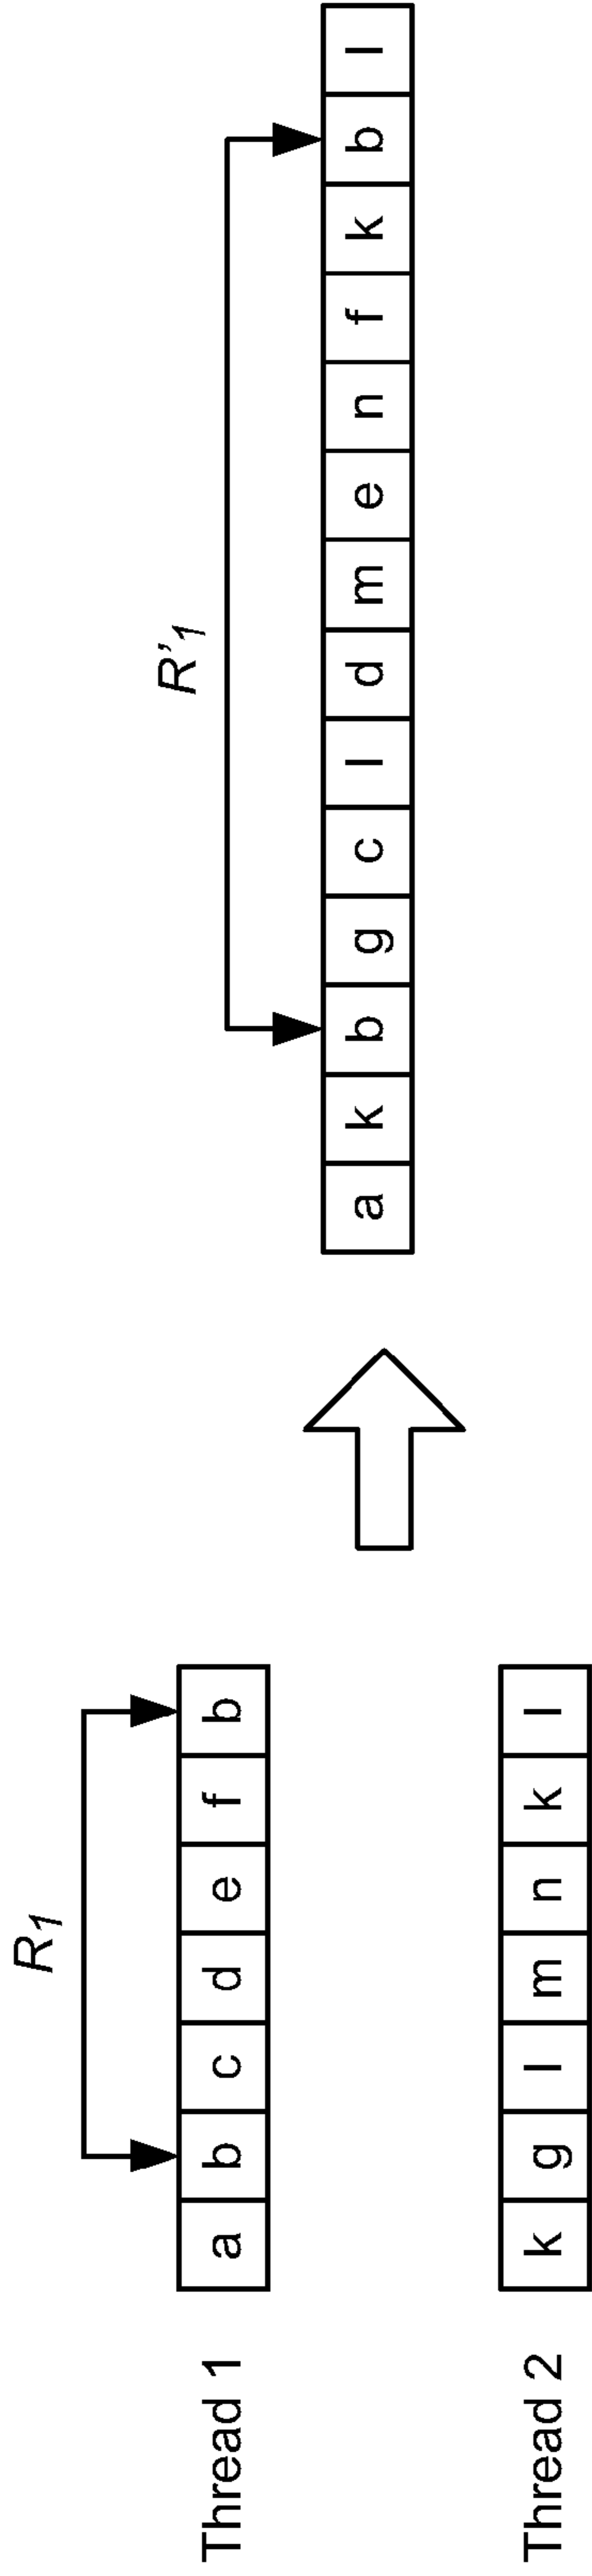 R1
Thread 1 a b c d e f b
Thread 2 k g l m n k l
R'1
a k b g c l d m e n f k b l